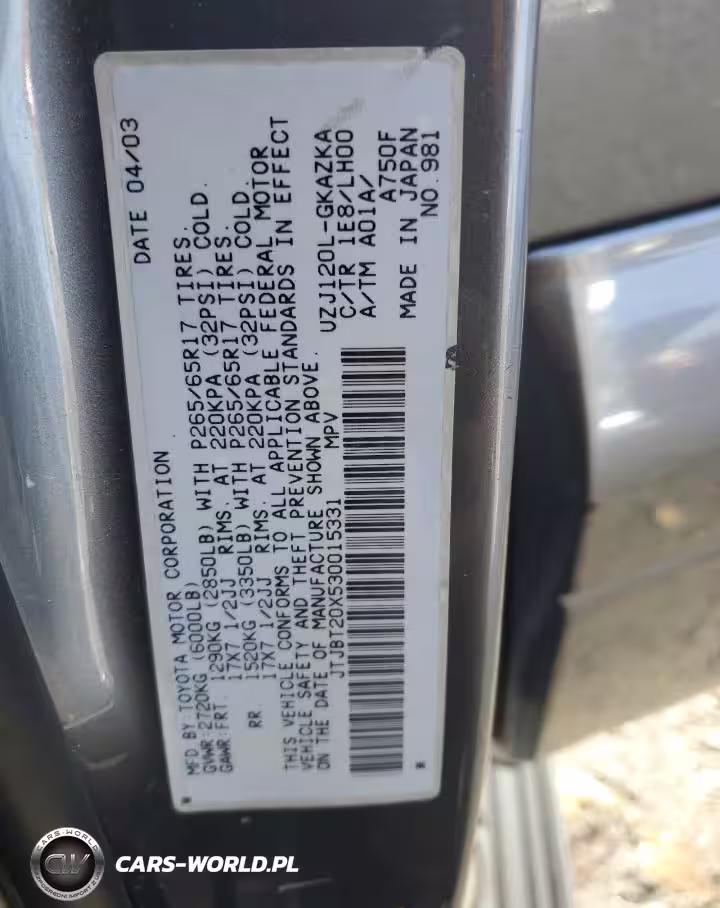 MFD BY:TOYOTA MOTOR CORPORATION
DATE 04/03
GVWR:2720KG (6000LB)
GAWR:FRT. 1290KG (2850LB) WITH P265/65R17 TIRES.
17X7 1/2JJ RIMS. AT 220KPA (32PSI) COLD.
RR. 1520KG (3350LB) WITH P265/65R17 TIRES.
17X7 1/2JJ RIMS. AT 220KPA (32PSI) COLD.
THIS VEHICLE CONFORMS TO ALL APPLICABLE FEDERAL MOTOR
VEHICLE SAFETY AND THEFT PREVENTION STANDARDS IN EFFECT
ON THE DATE OF MANUFACTURE SHOWN ABOVE.
JTJBT20X530015331 MPV
UZJ120L-GKAZKA
C/TR 1E8/LH00
A/TM A01A/
A750F
MADE IN JAPAN
NO.981
CARS-WORLD
CW
CARS-WORLD.PL